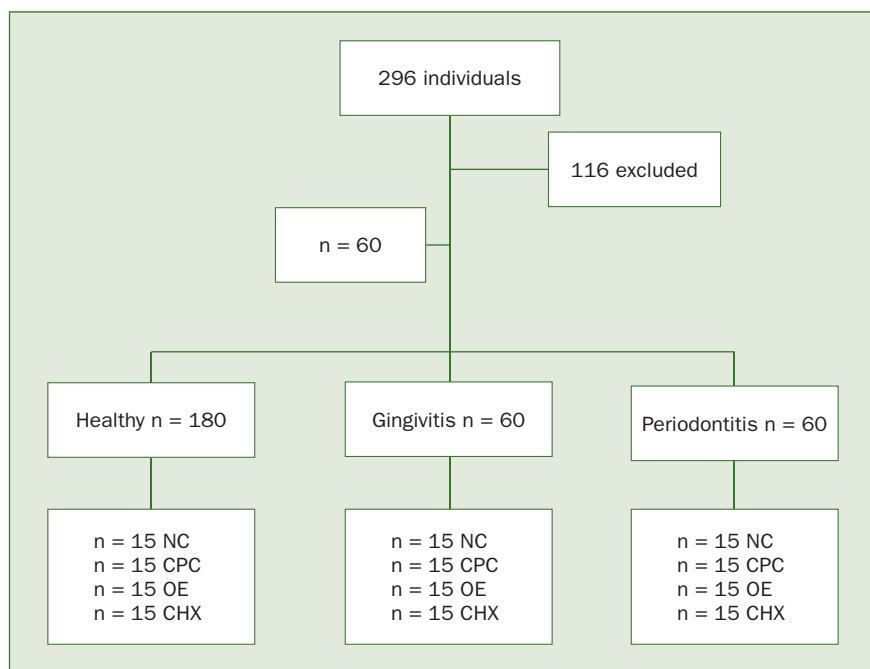 296 individuals
116 excluded
n = 60
Healthy n = 180
Gingivitis n = 60
Periodontitis n = 60
n = 15 NC
n = 15 CPC
n = 15 OE
n = 15 CHX
n = 15 NC
n = 15 CPC
n = 15 OE
n = 15 CHX
n = 15 NC
n = 15 CPC
n = 15 OE
n = 15 CHX